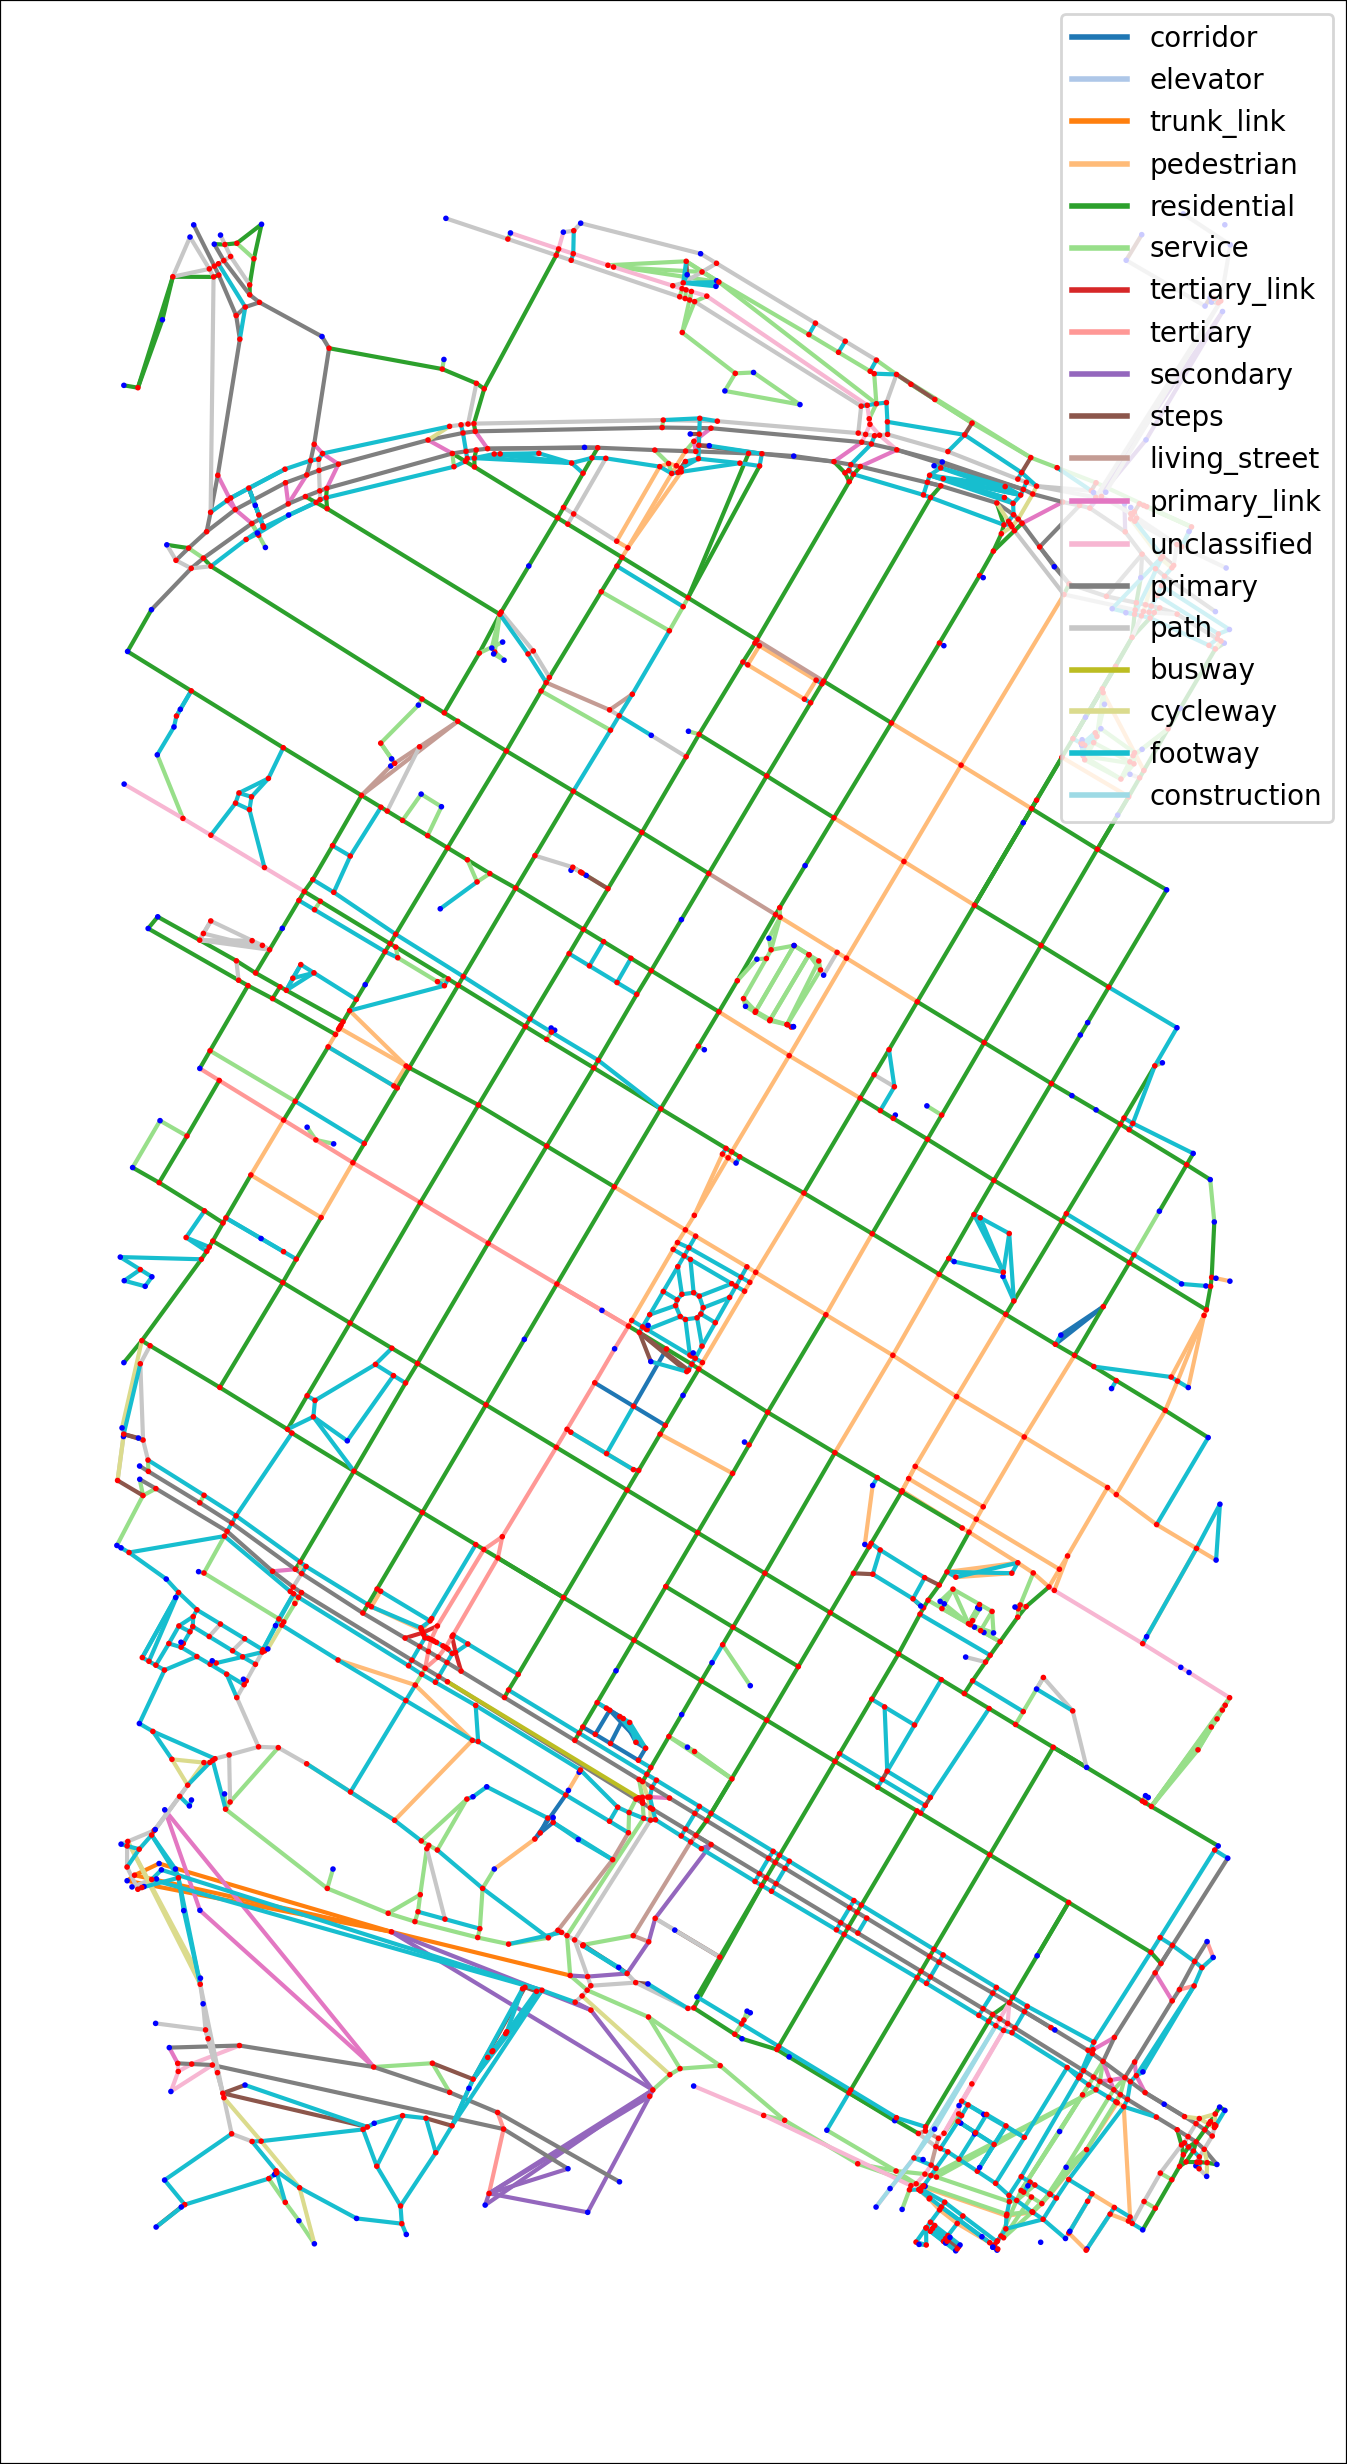 corridor
elevator
trunk_link
pedestrian
residential
service
tertiary_link
tertiary
secondary
steps
living_street
primary_link
unclassified
primary
path
busway
cycleway
footway
construction